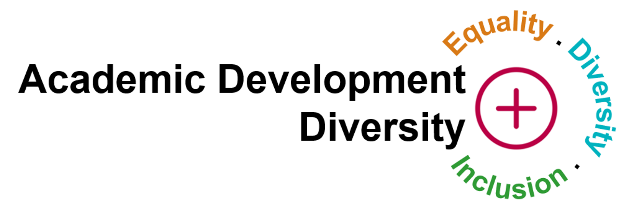 Academic Development
Diversity
Equality · Diversity · Inclusion